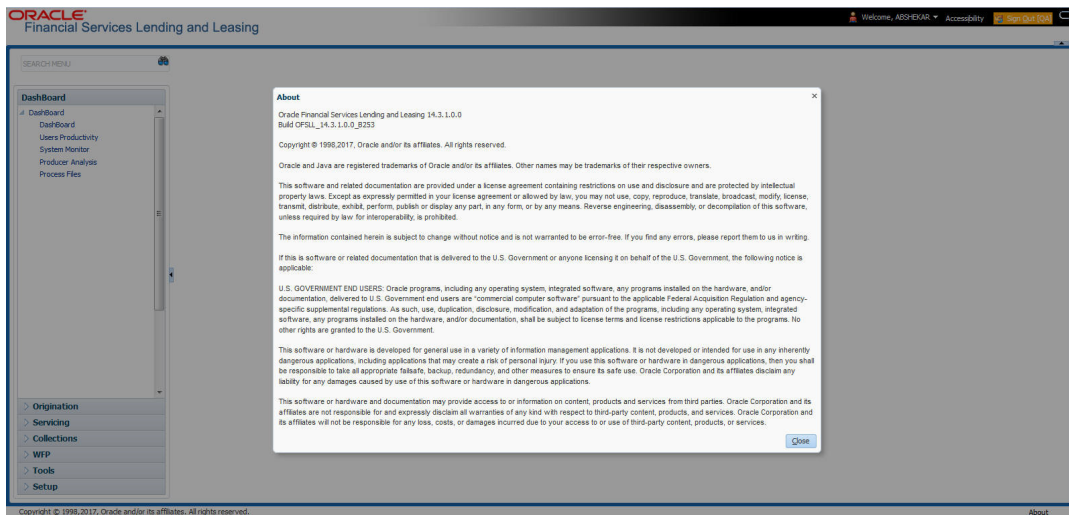 ORACLE®
Financial Services Lending and Leasing
Welcome, ABSHEKAR
Accessibility
Sign Out [QA]
SEARCH MENU
DashBoard
DashBoard
DashBoard
Users Productivity
System Monitor
Producer Analysis
Process Files
Origination
Servicing
Collections
WFP
Tools
Setup
About
Oracle Financial Services Lending and Leasing 14.3.1.0.0
Build OFSLL_14.3.1.0.0_B253
Copyright © 1998,2017, Oracle and/or its affiliates. All rights reserved.
Oracle and Java are registered trademarks of Oracle and/or its affiliates. Other names may be trademarks of their respective owners.
This software and related documentation are provided under a license agreement containing restrictions on use and disclosure and are protected by intellectual
property laws. Except as expressly permitted in your license agreement or allowed by law, you may not use, copy, reproduce, translate, broadcast, modify, license,
transmit, distribute, exhibit, perform, publish or display any part, in any form, or by any means. Reverse engineering, disassembly, or decompilation of this software,
unless required by law for interoperability, is prohibited.
The information contained herein is subject to change without notice and is not warranted to be error-free. If you find any errors, please report them to us in writing.
If this is software or related documentation that is delivered to the U.S. Government or anyone licensing it on behalf of the U.S. Government, the following notice is
applicable:
U.S. GOVERNMENT END USERS: Oracle programs, including any operating system, integrated software, any programs installed on the hardware, and/or
documentation, delivered to U.S. Government end users are "commercial computer software" pursuant to the applicable Federal Acquisition Regulation and agency-
specific supplemental regulations. As such, use, duplication, disclosure, modification, and adaptation of the programs, including any operating system, integrated
software, any programs installed on the hardware, and/or documentation, shall be subject to license terms and license restrictions applicable to the programs. No
other rights are granted to the U.S. Government.
This software or hardware is developed for general use in a variety of information management applications. It is not developed or intended for use in any inherently
dangerous applications, including applications that may create a risk of personal injury. If you use this software or hardware in dangerous applications, then you shall
be responsible to take all appropriate failsafe, backup, redundancy, and other measures to ensure its safe use. Oracle Corporation and its affiliates disclaim any
liability for any damages caused by use of this software or hardware in dangerous applications.
This software or hardware and documentation may provide access to or information on content, products and services from third parties. Oracle Corporation and its
affiliates are not responsible for and expressly disclaim all warranties of any kind with respect to third-party content, products, and services. Oracle Corporation and
its affiliates will not be responsible for any loss, costs, or damages incurred due to your access to or use of third-party content, products, or services.
Close
Copyright © 1998,2017, Oracle and/or its affiliates. All rights reserved.
About